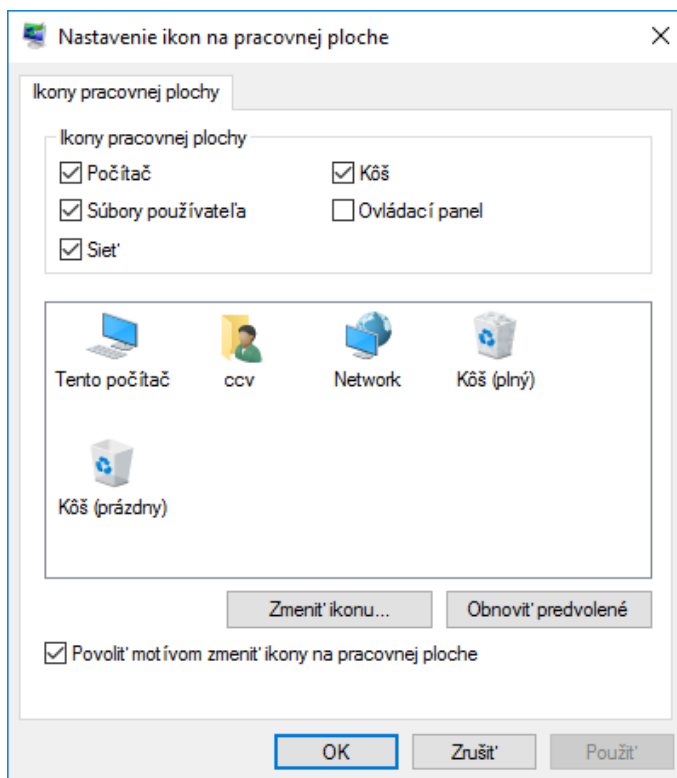 Nastavenie ikon na pracovnej ploche
Ikony pracovnej plochy
Ikony pracovnej plochy
Počítač
Kôš
Súbory používateľa
Ovládací panel
Sieť
Tento počítač
ccv
Network
Kôš (plný)
Kôš (prázdny)
Zmeniť ikonu...
Obnoviť predvolené
Povoliť motívom zmeniť ikony na pracovnej ploche
OK
Zrušiť
Použiť